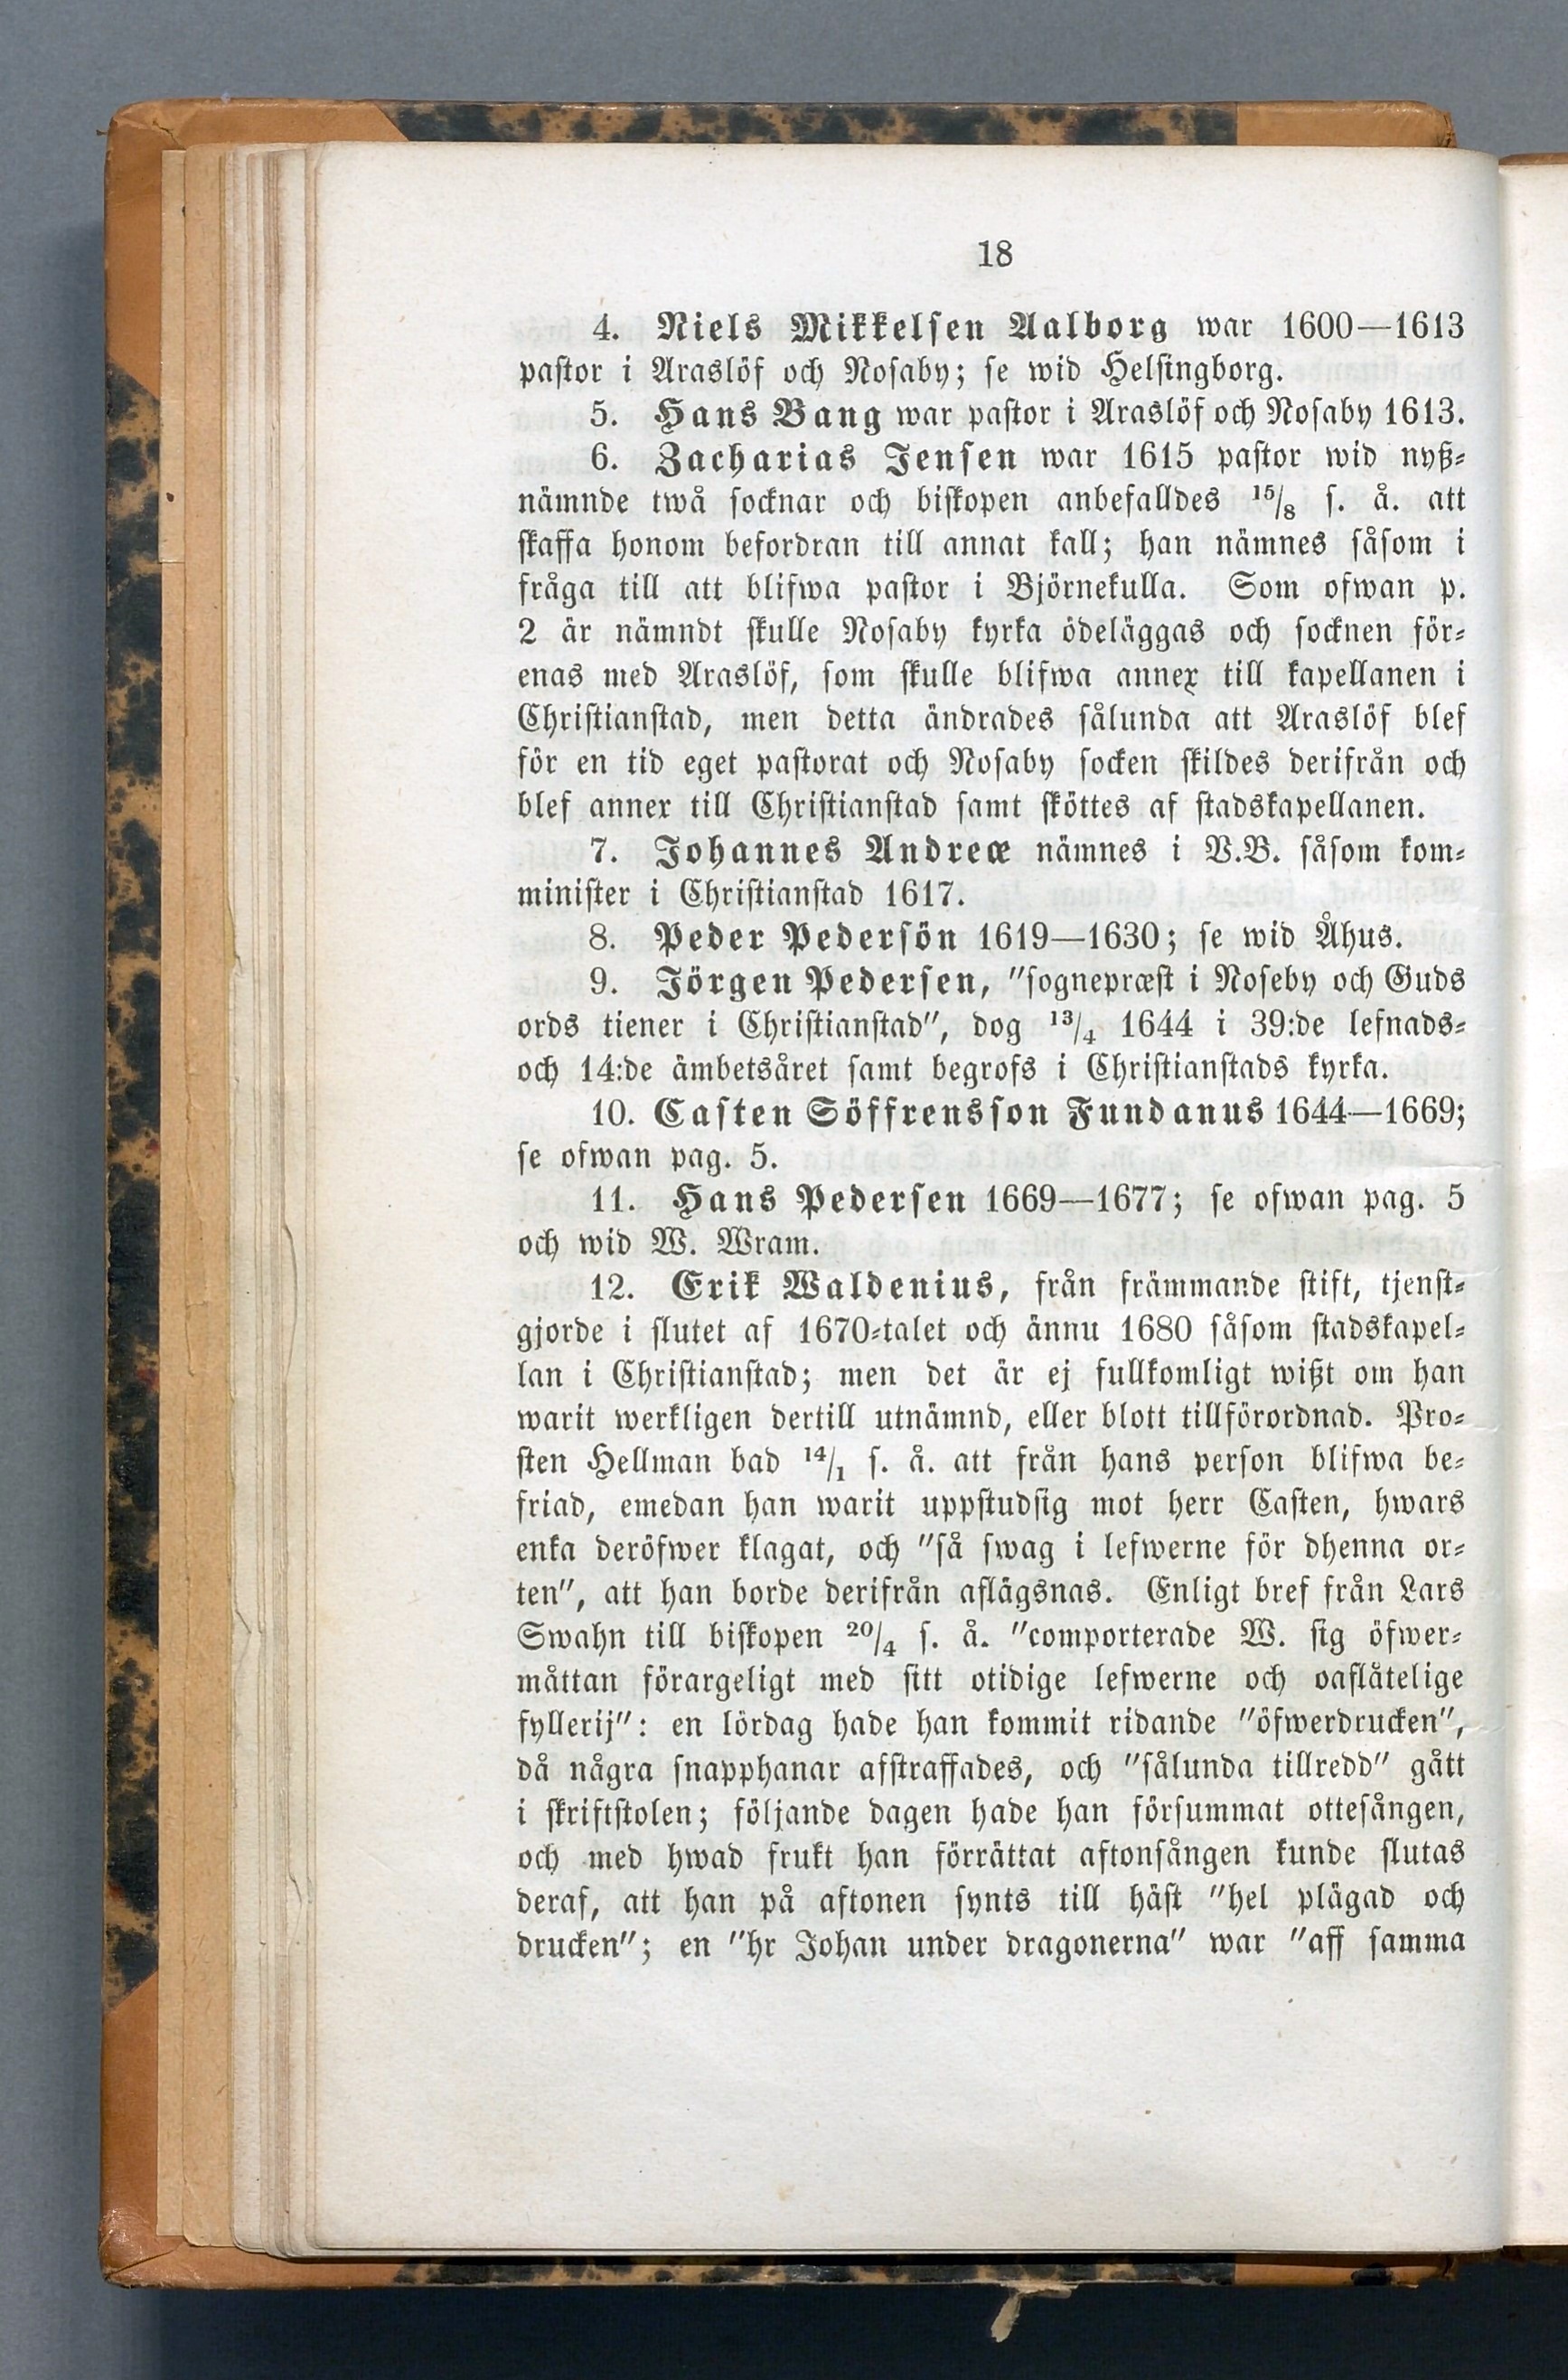 18
4. Niels Mikkelsen Aalborg war 1600—1613
pastor i Araslöf och Nosaby; se wid Helsingborg.
5. Hans Bang war pastor i Araslöf och Nosaby 1613.
6. Zacharias Jensen war 1615 pastor wid nyß-
nämnde twå socknar och biskopen anbefalldes 15/8 s. å. att
skaffa honom befordran till annat kall; han nämnes såsom i
fråga till att blifwa pastor i Björnekulla. Som ofwan p.
2 är nämndt skulle Nosaby kyrka ödeläggas och socknen för-
enas med Araslöf, som skulle blifwa annex till kapellanen i
Christianstad, men detta ändrades sålunda att Araslöf blef
för en tid eget pastorat och Nosaby socken skildes derifrån och
blef annex till Christianstad samt sköttes af stadskapellanen.
7. Johannes Andreæ nämnes i V.B. såsom kom-
minister i Christianstad 1617.
8. Peder Pedersön 1619—1630; se wid Åhus.
9. Jörgen Pedersen, "sognepræst i Noseby och Guds
ords tiener i Christianstad", dog 13/4 1644 i 39:de lefnads-
och 14:de ämbetsåret samt begrofs i Christianstads kyrka.
10. Casten Söffrensson Fundanus 1644—1669;
se ofwan pag. 5.
11. Hans Pedersen 1669—1677; se ofwan pag. 5
och wid W. Wram.
12. Erik Waldenius, från främmande stift, tjenst-
gjorde i slutet af 1670-talet och ännu 1680 såsom stadskapel-
lan i Christianstad; men det är ej fullkomligt wißt om han
warit werkligen dertill utnämnd, eller blott tillförordnad. Pro-
sten Hellman bad 14/1 s. å. att från hans person blifwa be-
friad, emedan han warit uppstudsig mot herr Casten, hwars
enka deröfwer klagat, och "så swag i lefwerne för dhenna or-
ten", att han borde derifrån aflägsnas. Enligt bref från Lars
Swahn till biskopen 20/4 s. å. "comporterade W. sig öfwer-
måttan förargeligt med sitt otidige lefwerne och oaflåtelige
fyllerij": en lördag hade han kommit ridande "öfwerdrucken",
då några snapphanar afstraffades, och "sålunda tillredd" gått
i skriftstolen; följande dagen hade han försummat ottesången,
och med hwad frukt han förrättat aftonsången kunde slutas
deraf, att han på aftonen synts till häst "hel plägad och
drucken"; en "hr Johan under dragonerna" war "aff samma